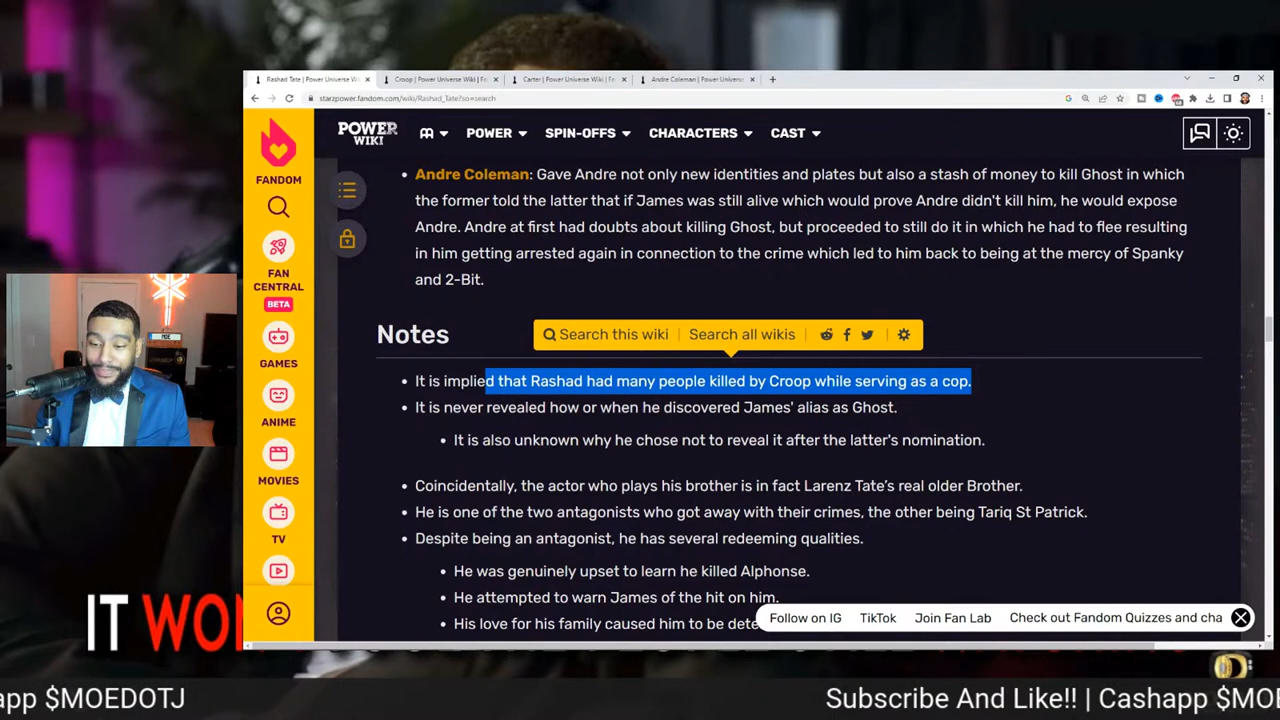 Rashad Tate | Power Universe Wi
Croop | Power Universe Wiki | F
Carter | Power Universe Wiki | F
Andre Coleman | Power Universe
starzpower.fandom.com/wiki/Rashad_Tate?so=search
POWER
WIKI
POWER
SPIN-OFFS
CHARACTERS
CAST
FANDOM
FAN
CENTRAL
BETA
GAMES
ANIME
MOVIES
TV
Andre Coleman: Gave Andre not only new identities and plates but also a stash of money to kill Ghost in which
the former told the latter that if James was still alive which would prove Andre didn't kill him, he would expose
Andre. Andre at first had doubts about killing Ghost, but proceeded to still do it in which he had to flee resulting
in him getting arrested again in connection to the crime which led to him back to being at the mercy of Spanky
and 2-Bit.
Notes
Search this wiki
Search all wikis
• It is implied that Rashad had many people killed by Croop while serving as a cop.
• It is never revealed how or when he discovered James' alias as Ghost.
• It is also unknown why he chose not to reveal it after the latter's nomination.
• Coincidentally, the actor who plays his brother is in fact Larenz Tate's real older Brother.
• He is one of the two antagonists who got away with their crimes, the other being Tariq St Patrick.
• Despite being an antagonist, he has several redeeming qualities.
• He was genuinely upset to learn he killed Alphonse.
• He attempted to warn James of the hit on him.
• His love for his family caused him to be dete
Follow on IG
TikTok
Join Fan Lab
Check out Fandom Quizzes and cha
MOE
IT WO
app $MOEDOTJ
Subscribe And Like!! | Cashapp $MOE